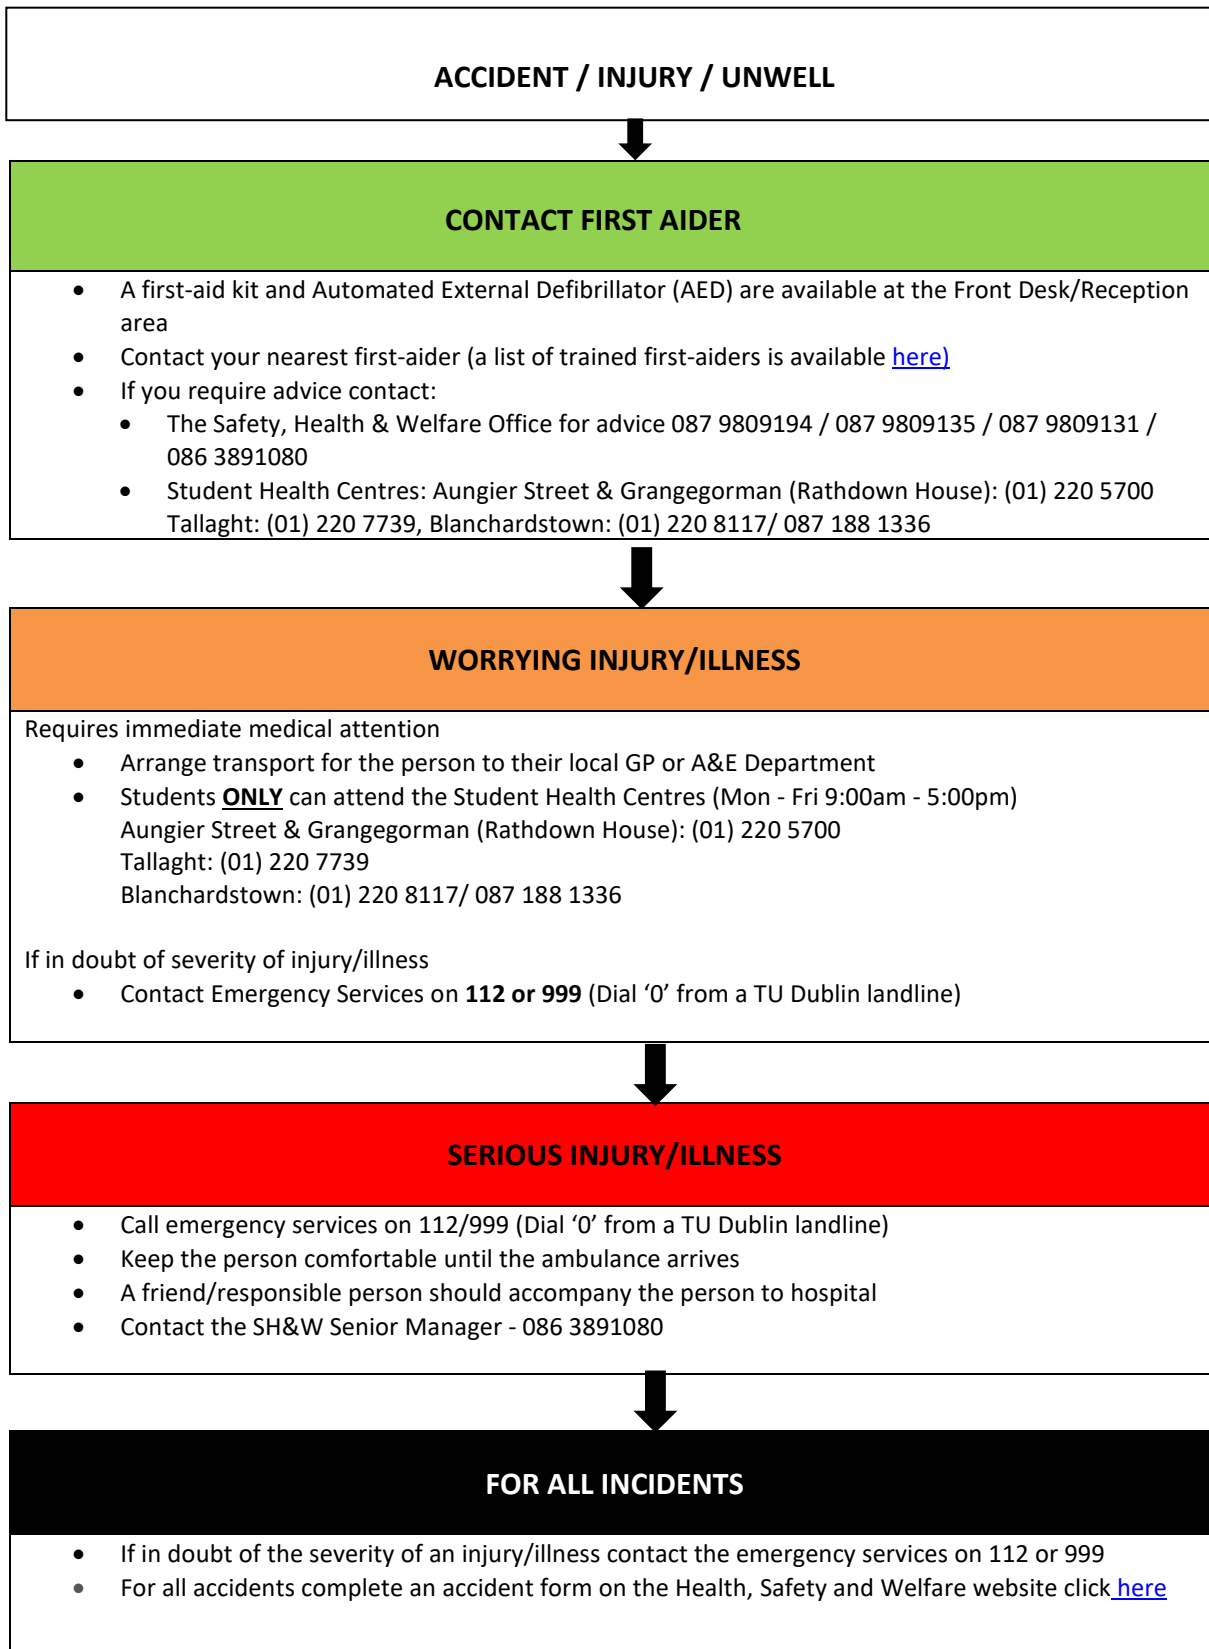 ACCIDENT / INJURY / UNWELL
CONTACT FIRST AIDER
• A first-aid kit and Automated External Defibrillator (AED) are available at the Front Desk/Reception
area
• Contact your nearest first-aider (a list of trained first-aiders is available here)
• If you require advice contact:
• The Safety, Health & Welfare Office for advice 087 9809194 / 087 9809135 / 087 9809131 /
086 3891080
• Student Health Centres: Aungier Street & Grangegorman (Rathdown House): (01) 220 5700
Tallaght: (01) 220 7739, Blanchardstown: (01) 220 8117/ 087 188 1336
WORRYING INJURY/ILLNESS
Requires immediate medical attention
• Arrange transport for the person to their local GP or A&E Department
• Students ONLY can attend the Student Health Centres (Mon - Fri 9:00am - 5:00pm)
Aungier Street & Grangegorman (Rathdown House): (01) 220 5700
Tallaght: (01) 220 7739
Blanchardstown: (01) 220 8117/ 087 188 1336
If in doubt of severity of injury/illness
• Contact Emergency Services on 112 or 999 (Dial ‘0’ from a TU Dublin landline)
SERIOUS INJURY/ILLNESS
• Call emergency services on 112/999 (Dial ‘0’ from a TU Dublin landline)
• Keep the person comfortable until the ambulance arrives
• A friend/responsible person should accompany the person to hospital
• Contact the SH&W Senior Manager - 086 3891080
FOR ALL INCIDENTS
• If in doubt of the severity of an injury/illness contact the emergency services on 112 or 999
• For all accidents complete an accident form on the Health, Safety and Welfare website click here